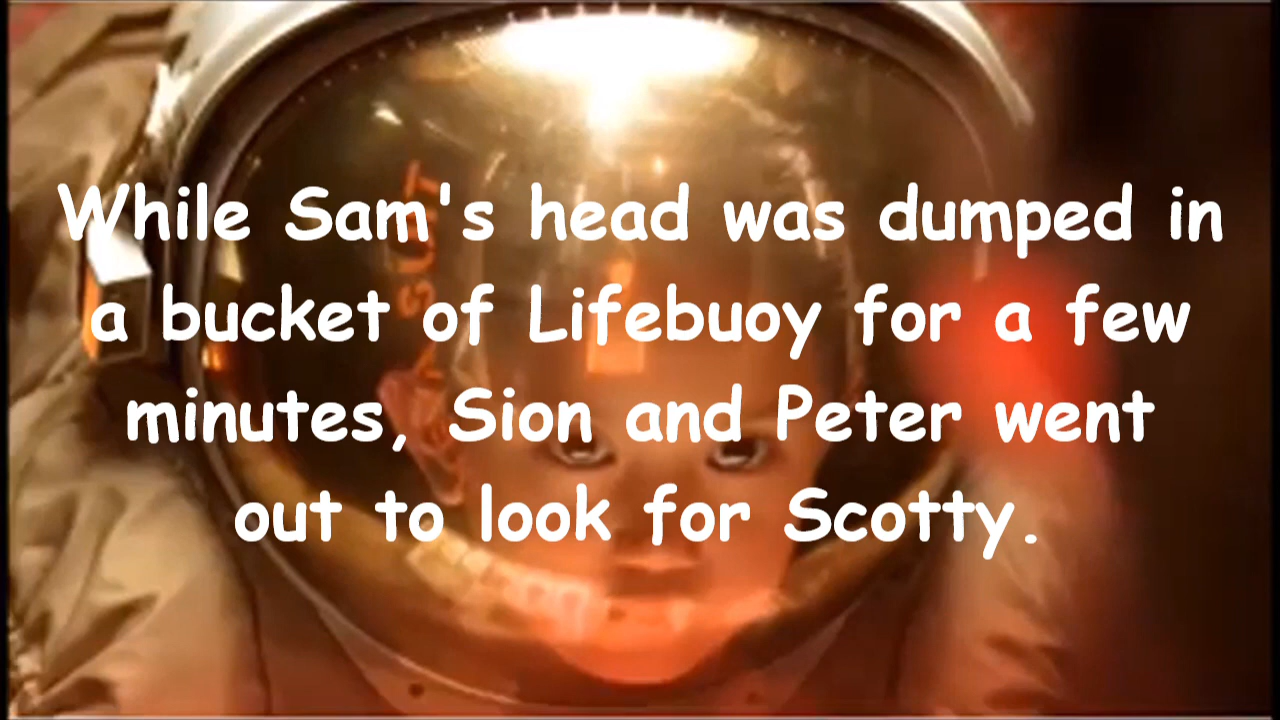 While Sam's head was dumped in
a bucket of Lifebuoy for a few
minutes, Sion and Peter went
out to look for Scotty.